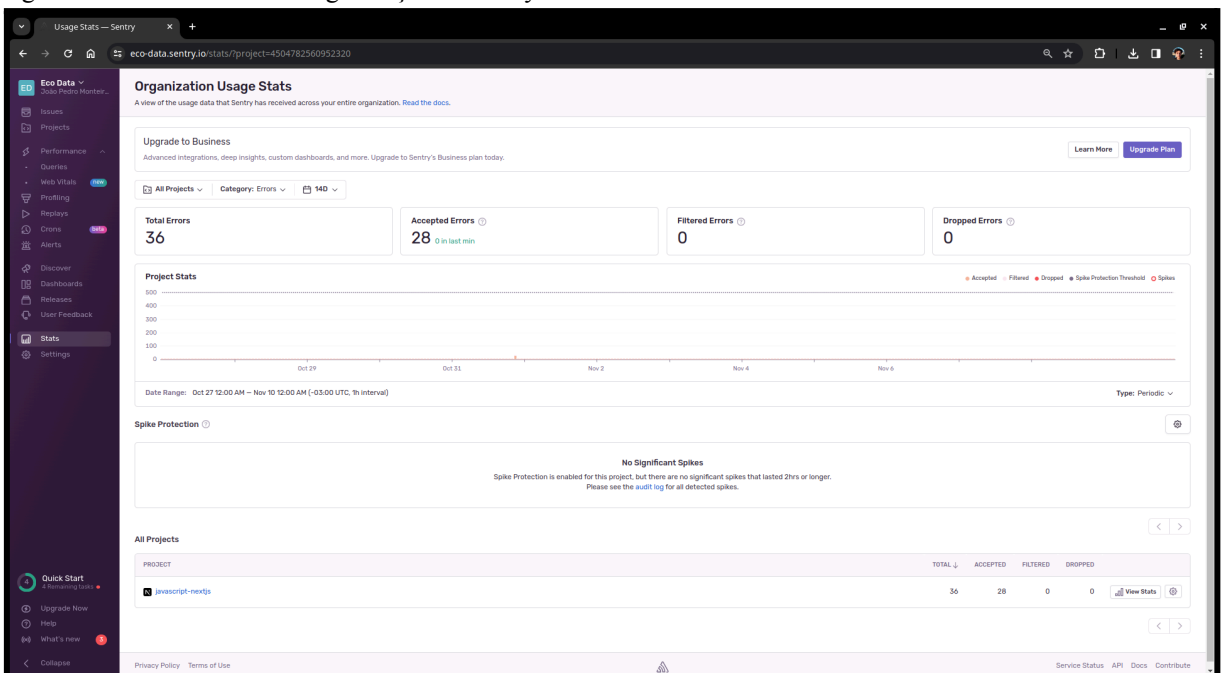 Usage Stats — Sentry
eco-data.sentry.io/stats/?project=4504782560952320
ED
Eco Data
João Pedro Monteir...
Issues
Projects
Performance
Queries
Web Vitals new
Profiling
Replays
Crons beta
Alerts
Discover
Dashboards
Releases
User Feedback
Stats
Settings
4
Quick Start
4 Remaining tasks
Upgrade Now
Help
What's new 3
Collapse
Organization Usage Stats
A view of the usage data that Sentry has received across your entire organization. Read the docs.
Upgrade to Business
Advanced integrations, deep insights, custom dashboards, and more. Upgrade to Sentry's Business plan today.
Learn More
Upgrade Plan
All Projects
Category: Errors
14D
Total Errors
36
Accepted Errors
28 0 in last min
Filtered Errors
0
Dropped Errors
0
Project Stats
Accepted Filtered Dropped Spike Protection Threshold Spikes
500
400
300
200
100
0
Oct 29 Oct 31 Nov 2 Nov 4 Nov 6
Date Range: Oct 27 12:00 AM — Nov 10 12:00 AM (-03:00 UTC, 1h interval)
Type: Periodic
Spike Protection
No Significant Spikes
Spike Protection is enabled for this project, but there are no significant spikes that lasted 2hrs or longer.
Please see the audit log for all detected spikes.
All Projects
PROJECT TOTAL ACCEPTED FILTERED DROPPED
javascript-nextjs 36 28 0 0 View Stats
Privacy Policy Terms of Use
Service Status API Docs Contribute